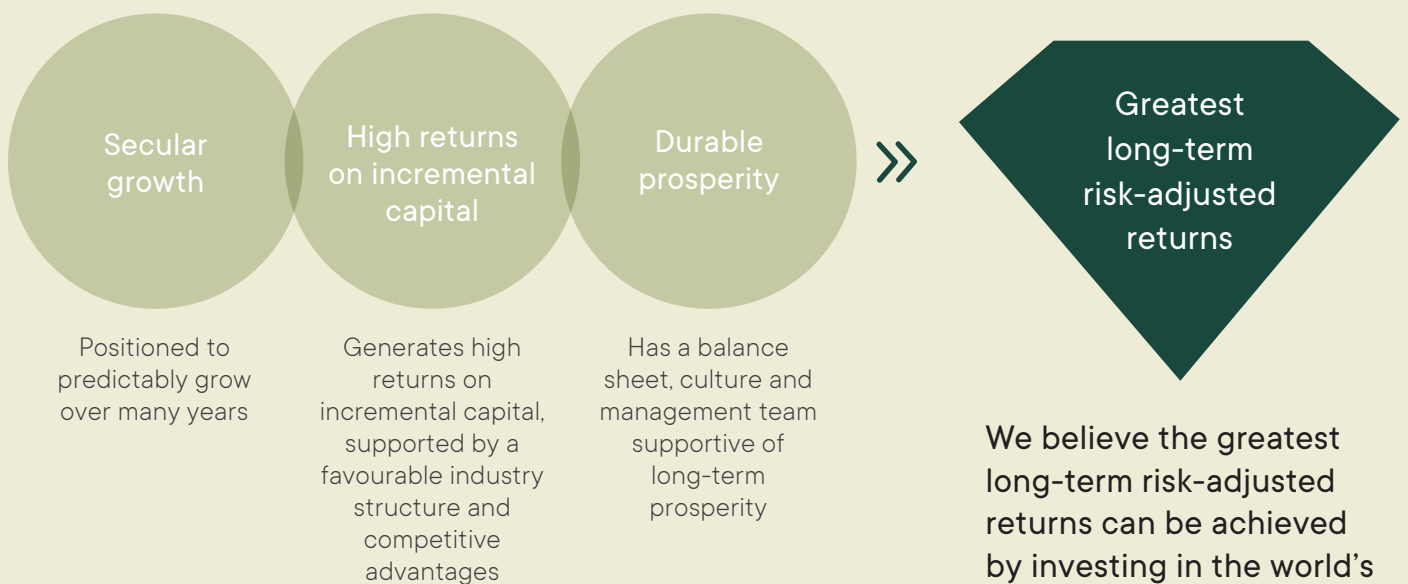 Secular
growth
High returns
on incremental
capital
Durable
prosperity
Greatest
long-term
risk-adjusted
returns
Positioned to
predictably grow
over many years
Generates high
returns on
incremental capital,
supported by a
favourable industry
structure and
competitive
advantages
Has a balance
sheet, culture and
management team
supportive of
long-term
prosperity
We believe the greatest
long-term risk-adjusted
returns can be achieved
by investing in the world’s